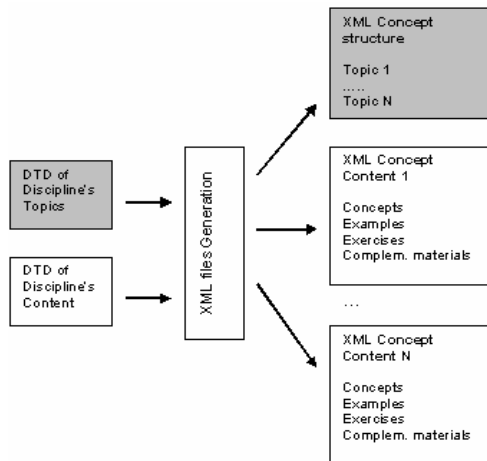 DTD of
Discipline's
Topics
DTD of
Discipline's
Content
XML files Generation
XML Concept
structure
Topic 1
.....
Topic N
XML Concept
Content 1
Concepts
Examples
Exercises
Complem. materials
...
XML Concept
Content N
Concepts
Examples
Exercises
Complem. materials